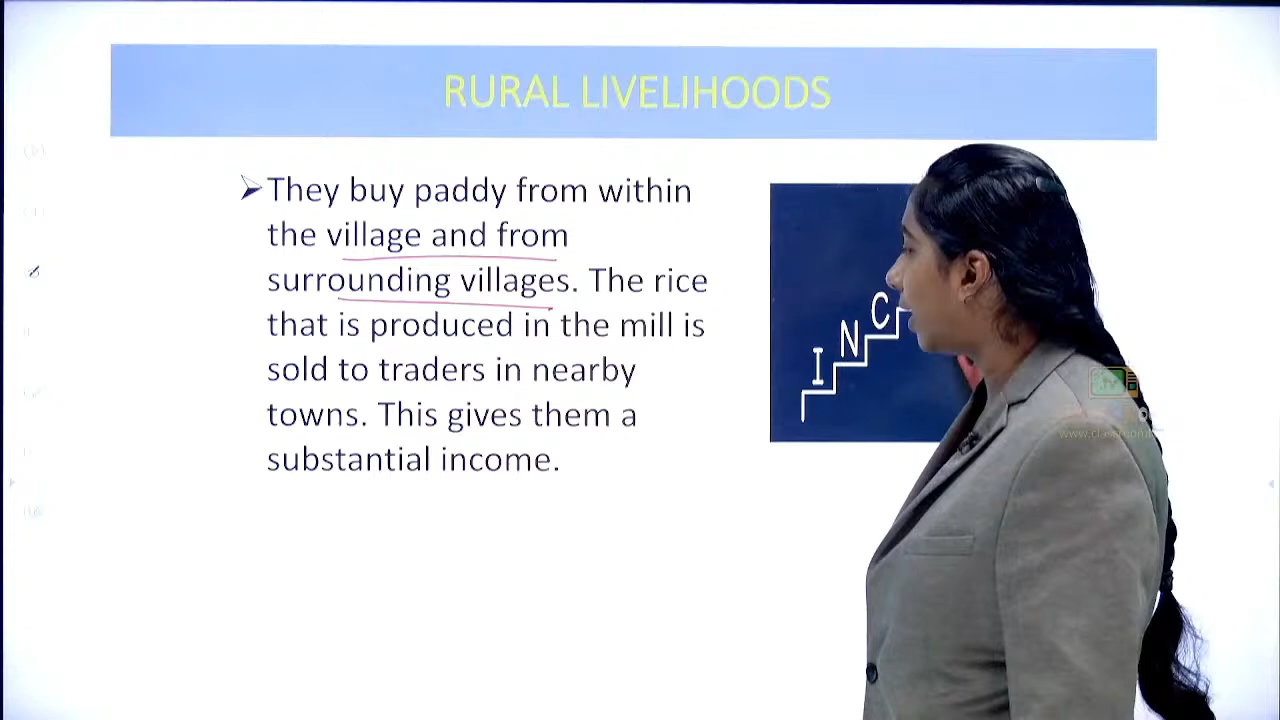 RURAL LIVELIHOODS
They buy paddy from within
the village and from
surrounding villages. The rice
that is produced in the mill is
sold to traders in nearby
towns. This gives them a
substantial income.
I N C